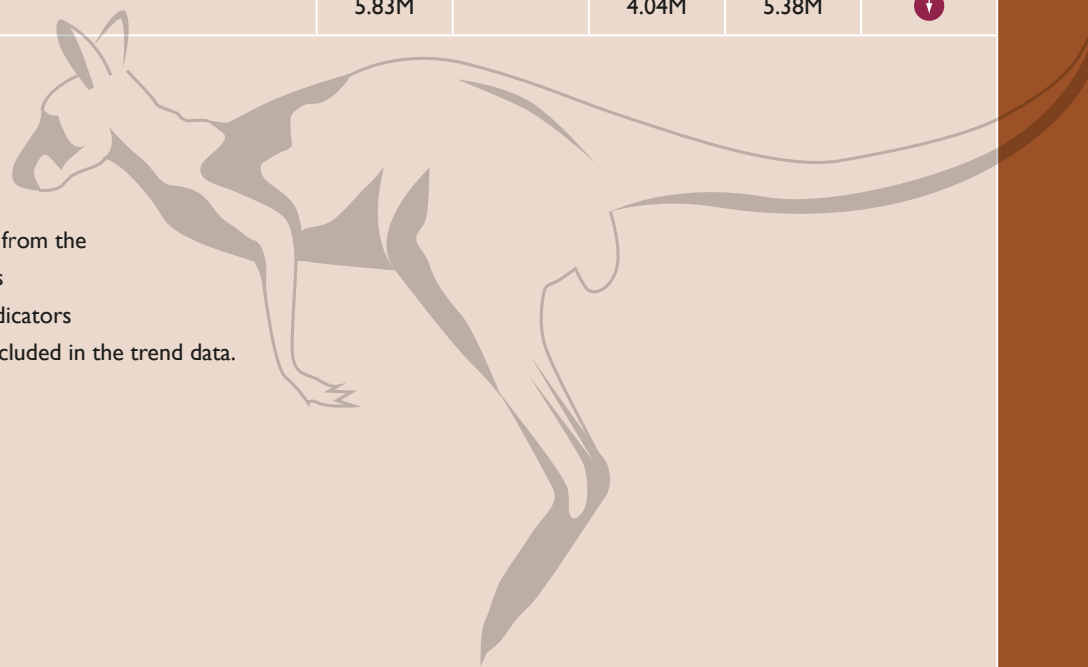 5.83M 4.04M 5.38M
from the
s
dicators
cluded in the trend data.